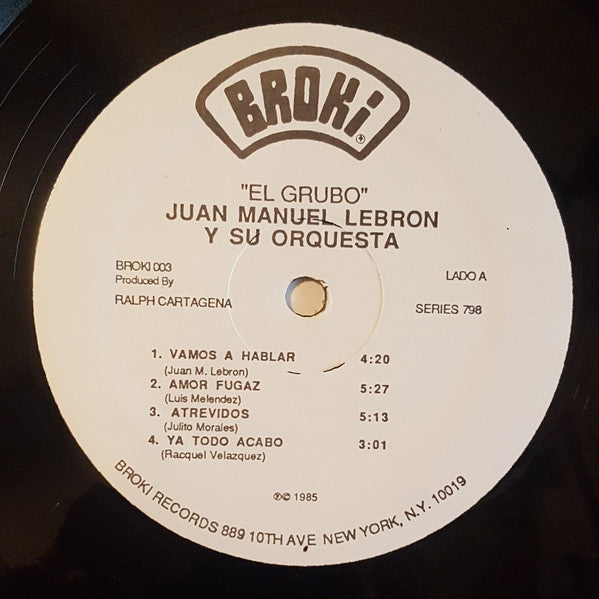 BROKi®
"EL GRUBO"
JUAN MANUEL LEBRON
Y SU ORQUESTA
BROKI 003
Produced By
RALPH CARTAGENA
LADO A
SERIES 798
1. VAMOS A HABLAR 4:20
(Juan M. Lebron)
2. AMOR FUGAZ 5:27
(Luis Melendez)
3. ATREVIDOS 5:13
(Julito Morales)
4. YA TODO ACABO 3:01
(Racquel Velazquez)
℗© 1985
BROKI RECORDS 889 10TH AVE NEW YORK, N.Y. 10019